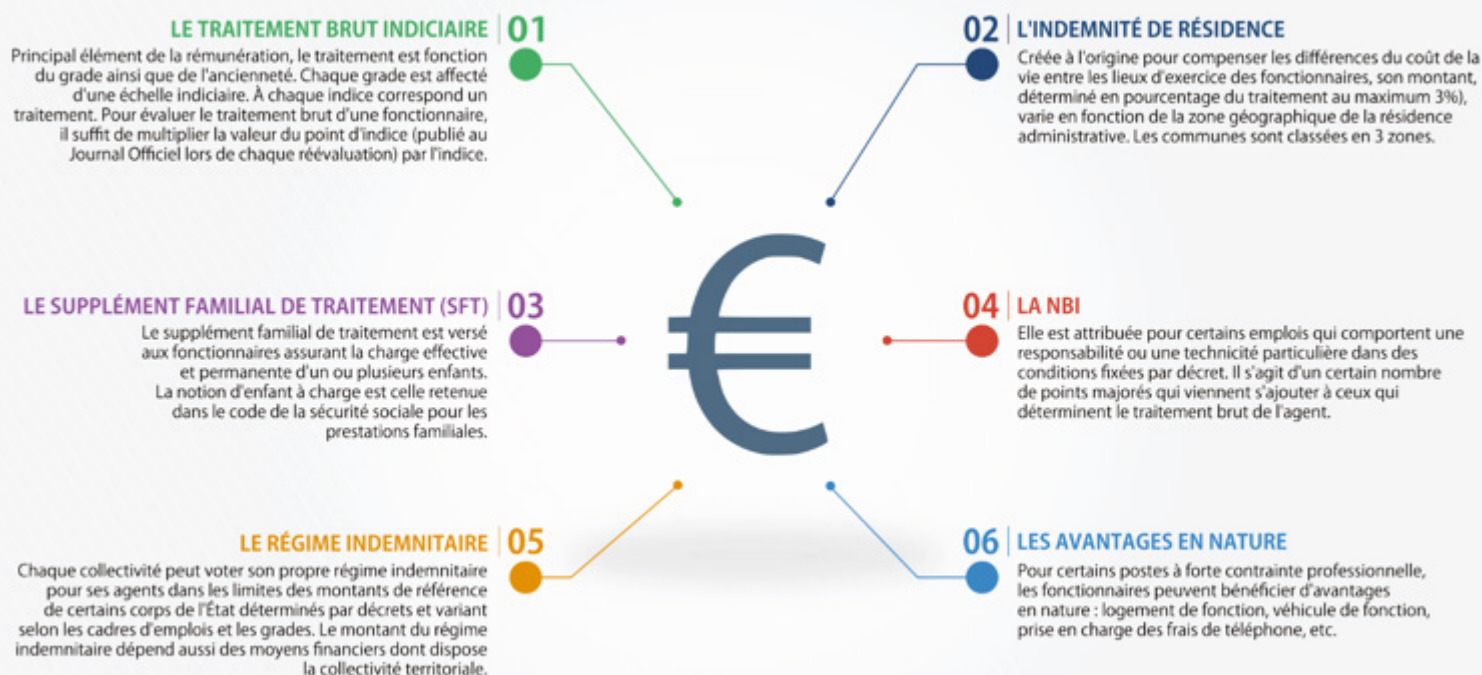 LE TRAITEMENT BRUT INDICIAIRE | 01
Principal élément de la rémunération, le traitement est fonction
du grade ainsi que de l'ancienneté. Chaque grade est affecté
d'une échelle indiciaire. À chaque indice correspond un
traitement. Pour évaluer le traitement brut d'une fonctionnaire,
il suffit de multiplier la valeur du point d'indice (publié au
Journal Officiel lors de chaque réévaluation) par l'indice.
02 | L'INDEMNITÉ DE RÉSIDENCE
Créée à l'origine pour compenser les différences du coût de la
vie entre les lieux d'exercice des fonctionnaires, son montant,
déterminé en pourcentage du traitement au maximum 3%),
varie en fonction de la zone géographique de la résidence
administrative. Les communes sont classées en 3 zones.
LE SUPPLÉMENT FAMILIAL DE TRAITEMENT (SFT) | 03
Le supplément familial de traitement est versé
aux fonctionnaires assurant la charge effective
et permanente d'un ou plusieurs enfants.
La notion d'enfant à charge est celle retenue
dans le code de la sécurité sociale pour les
prestations familiales.
€
04 | LA NBI
Elle est attribuée pour certains emplois qui comportent une
responsabilité ou une technicité particulière dans des
conditions fixées par décret. Il s'agit d'un certain nombre
de points majorés qui viennent s'ajouter à ceux qui
déterminent le traitement brut de l'agent.
LE RÉGIME INDEMNITAIRE | 05
Chaque collectivité peut voter son propre régime indemnitaire
pour ses agents dans les limites des montants de référence
de certains corps de l'État déterminés par décrets et variant
selon les cadres d'emplois et les grades. Le montant du régime
indemnitaire dépend aussi des moyens financiers dont dispose
la collectivité territoriale.
06 | LES AVANTAGES EN NATURE
Pour certains postes à forte contrainte professionnelle,
les fonctionnaires peuvent bénéficier d'avantages
en nature : logement de fonction, véhicule de fonction,
prise en charge des frais de téléphone, etc.